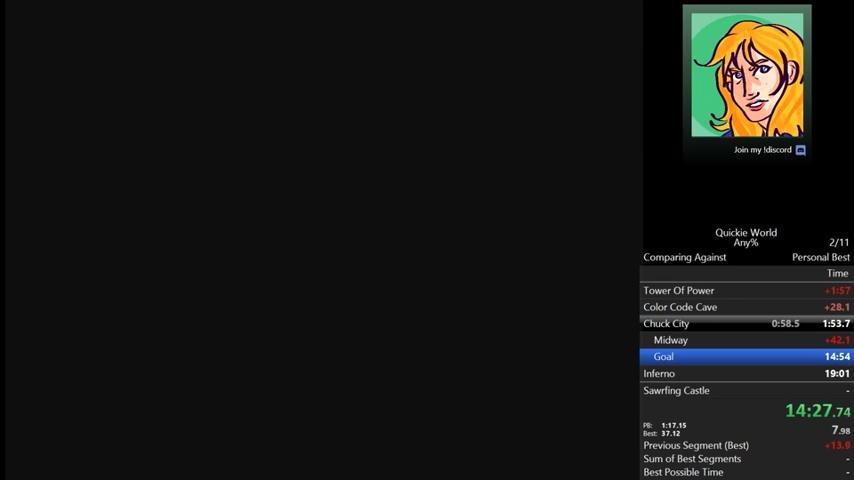 Join my !discord
Quickie World
Any% 2/11
Comparing Against Personal Best
Time
Tower Of Power +1:57
Color Code Cave +28.1
Chuck City 0:58.5 1:53.7
Midway +42.1
Goal 14:54
Inferno 19:01
Sawrfing Castle -
14:27.74
PB: 1:17.15
Best: 37.12
7.98
Previous Segment (Best) +13.0
Sum of Best Segments -
Best Possible Time -